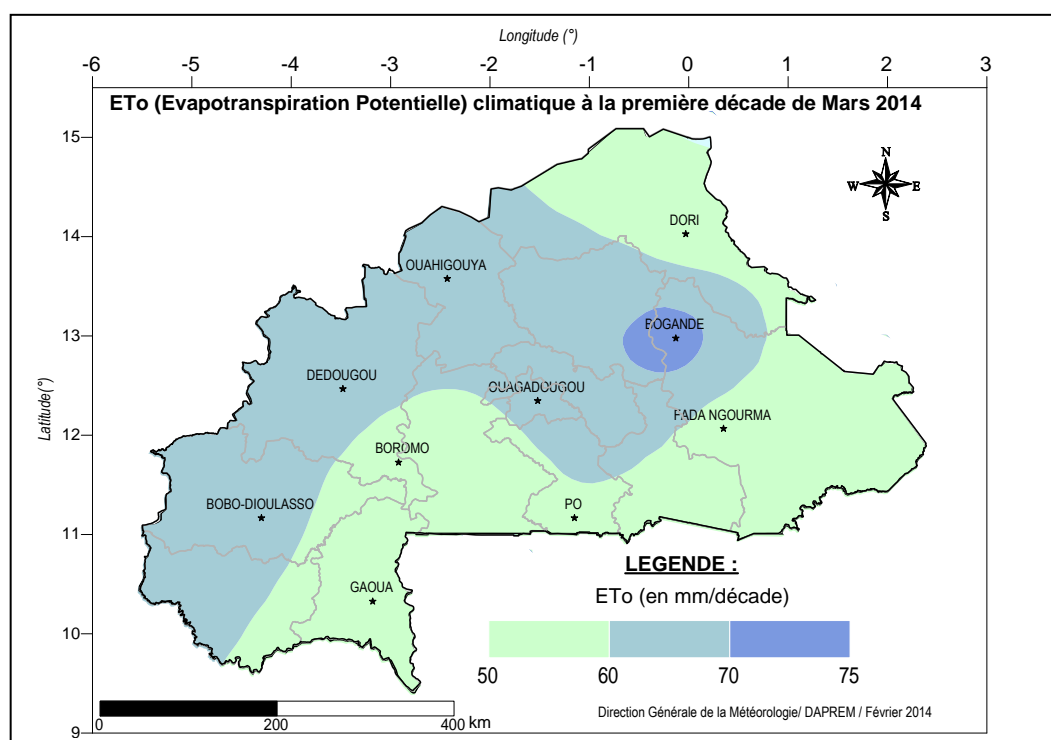 Longitude (°)
-6 -5 -4 -3 -2 -1 0 1 2 3
ETo (Evapotranspiration Potentielle) climatique à la première décade de Mars 2014
15
N
W E
S
DORI
14
OUAHIGOUYA
13
BOGANDE
DEDOUGOU
OUAGADOUGOU
Latitude(°)
FADA NGOURMA
12
BOROMO
BOBO-DIOULASSO
PO
11
LEGENDE :
GAOUA
ETo (en mm/décade)
10
50 60 70 75
Direction Générale de la Météorologie/ DAPREM / Février 2014
0 200 400 km
9